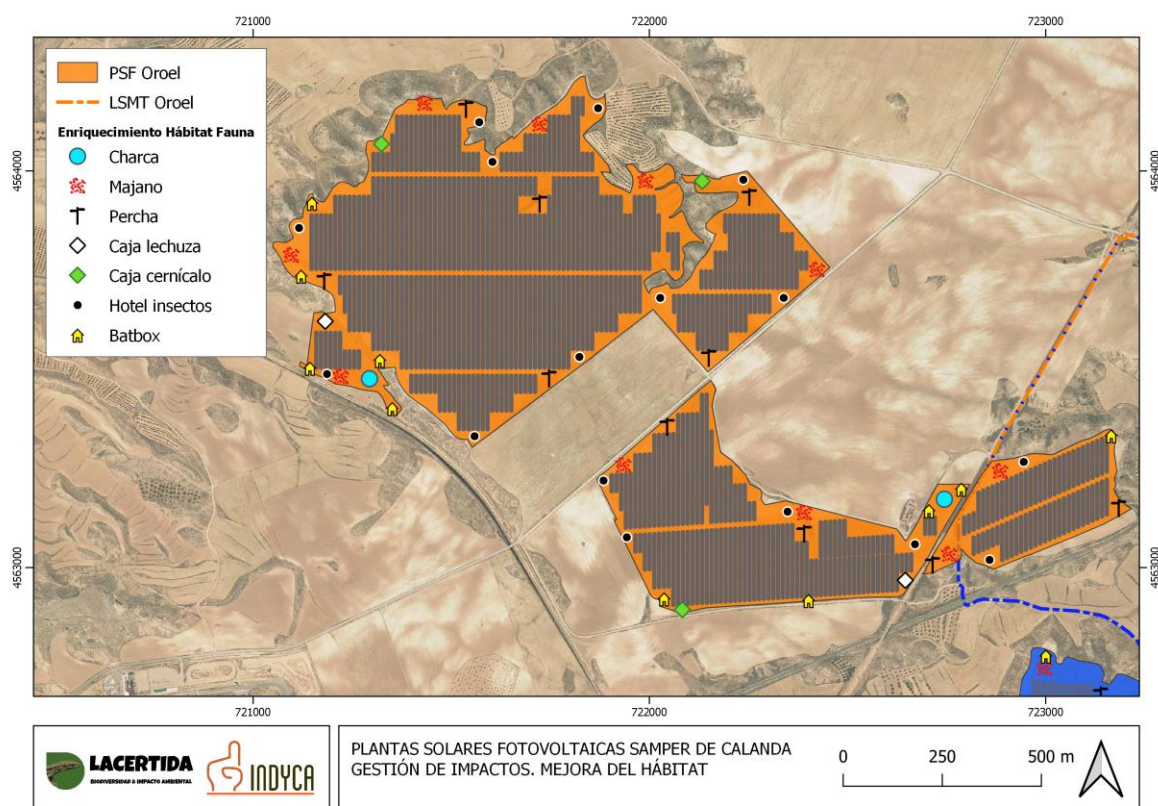 721000
722000
723000
PSF Oroel
LSMT Oroel
Enriquecimiento Hábitat Fauna
Charca
Majano
Percha
Caja lechuza
Caja cernícalo
Hotel insectos
Batbox
4564000
4564000
4563000
4563000
721000
722000
723000
LACERTIDA
BIODIVERSIDAD & IMPACTO AMBIENTAL
INDYCA
PLANTAS SOLARES FOTOVOLTAICAS SAMPER DE CALANDA
GESTIÓN DE IMPACTOS. MEJORA DEL HÁBITAT
0 250 500 m